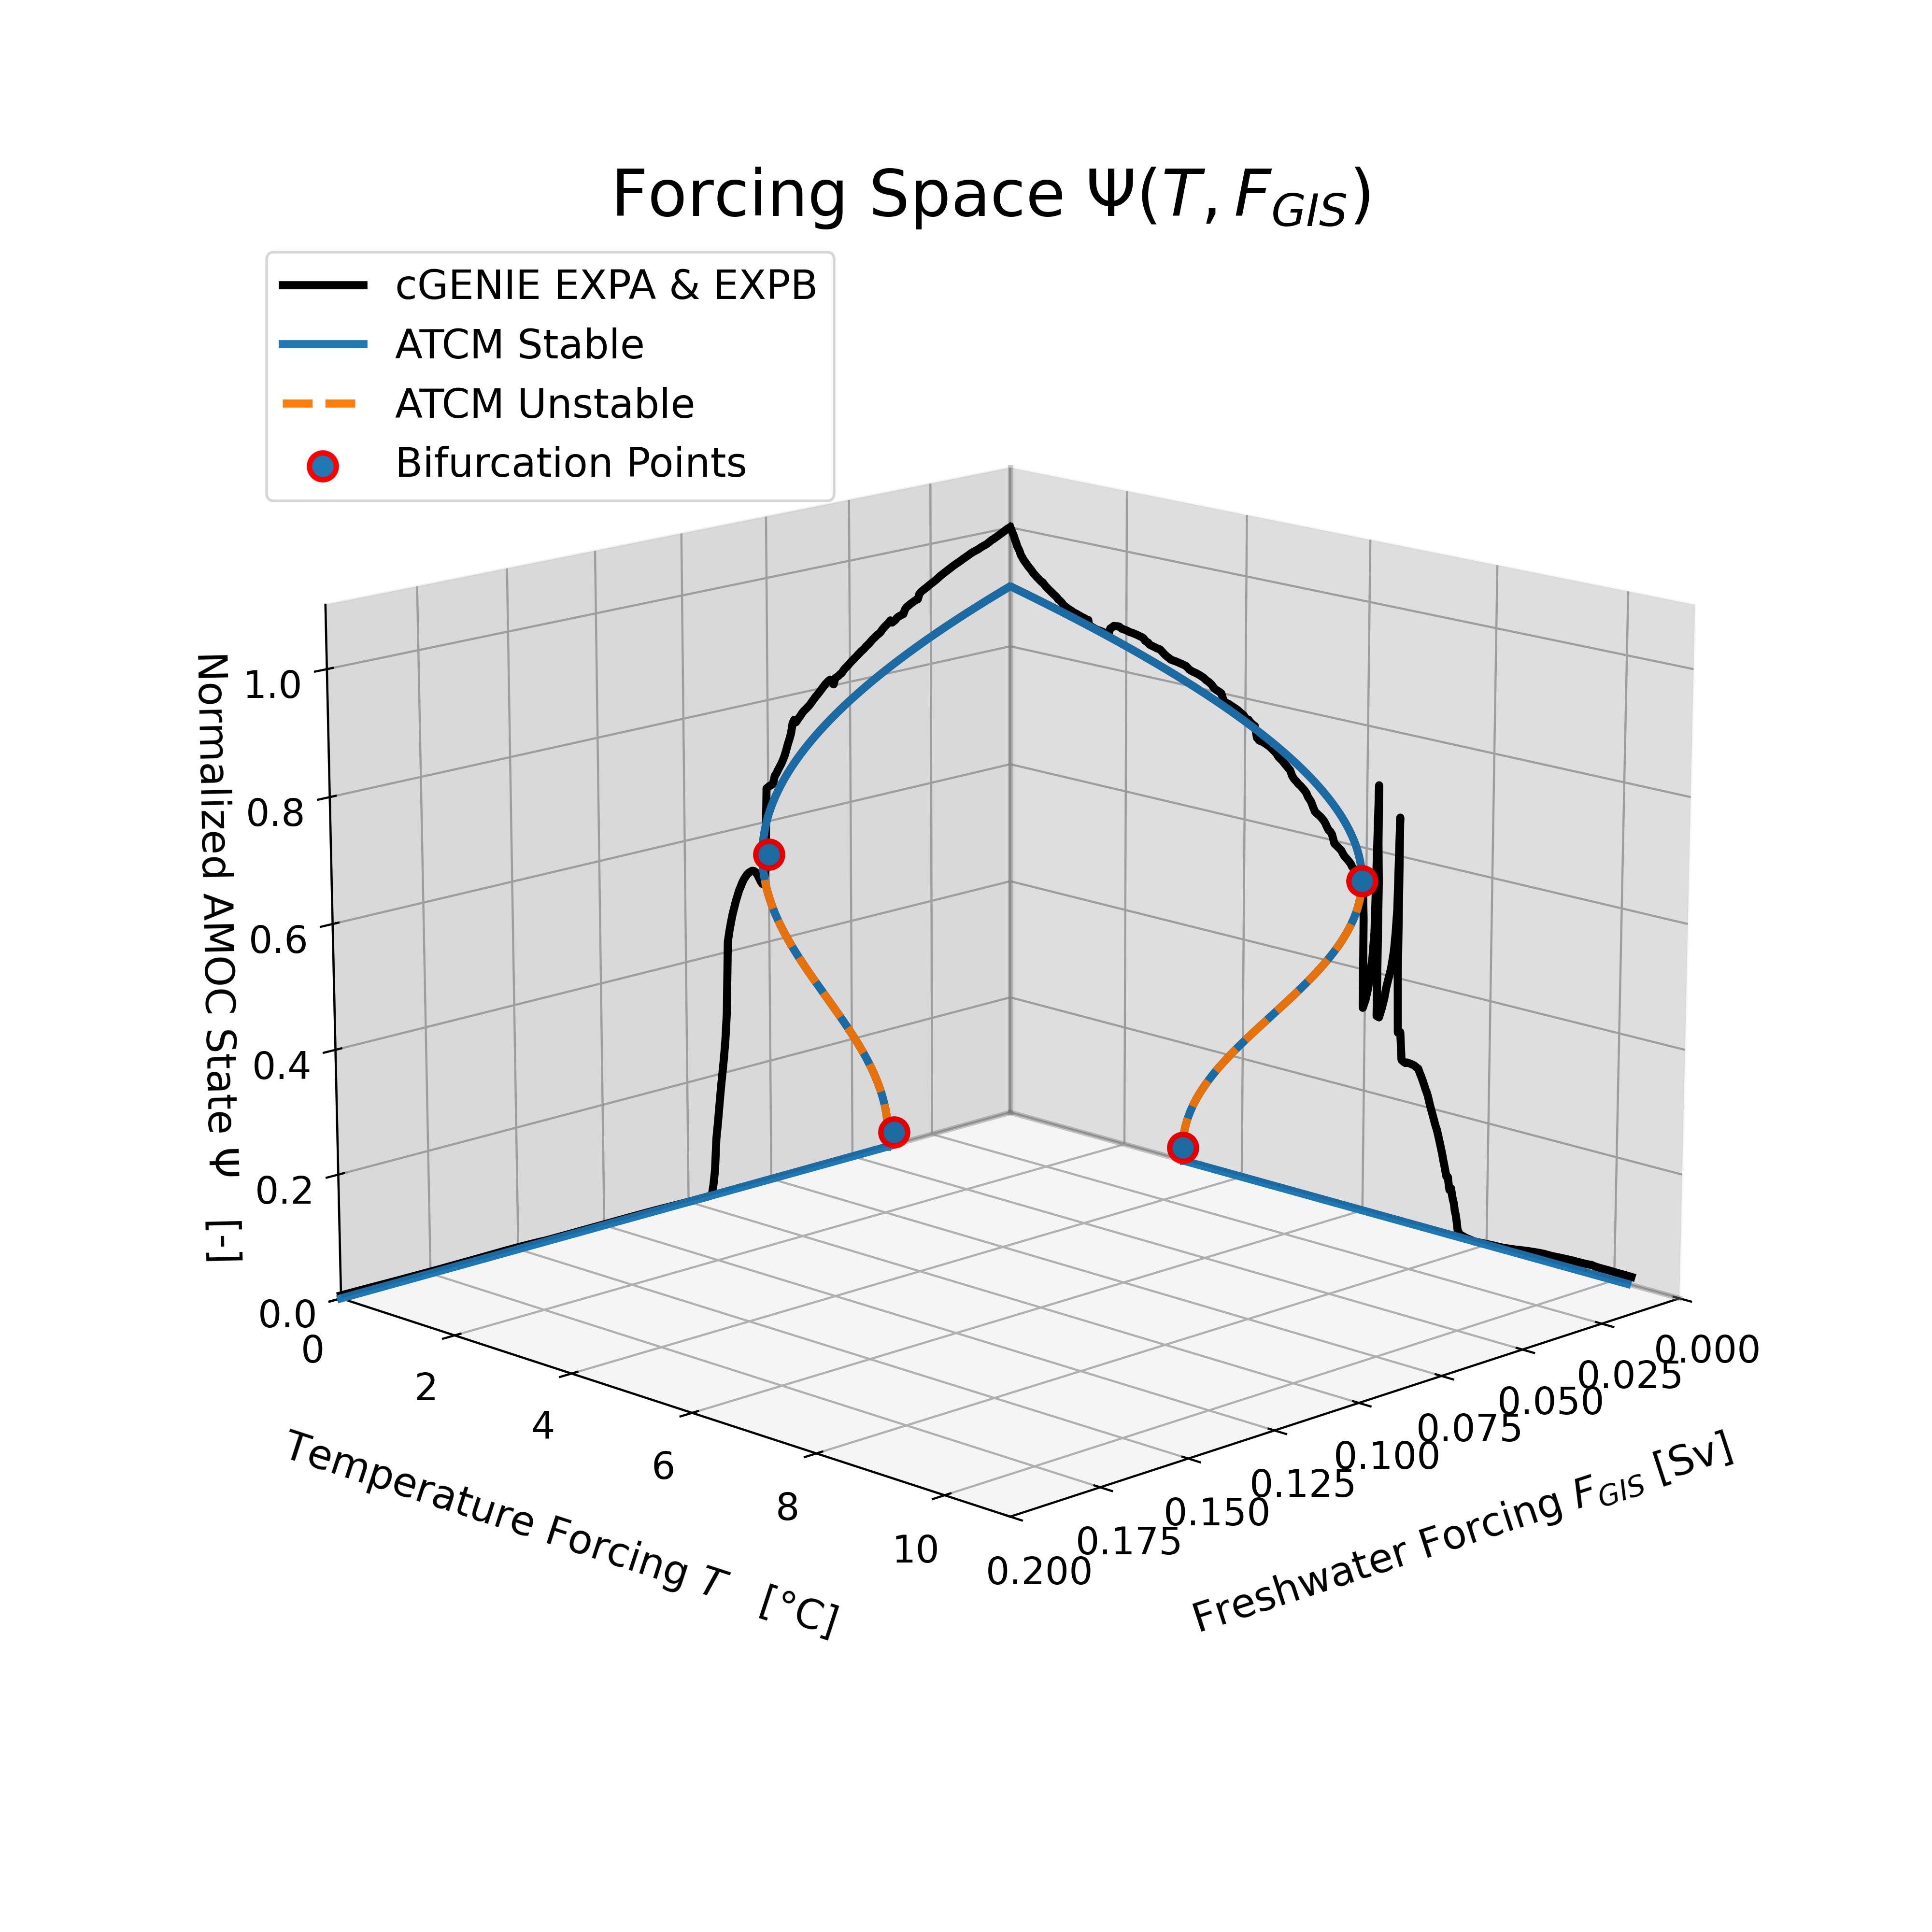 Forcing Space Ψ(T, F_GIS)
cGENIE EXPA & EXPB
ATCM Stable
ATCM Unstable
Bifurcation Points
Normalized AMOC State Ψ [-]
1.0
0.8
0.6
0.4
0.2
0.0
0
2
4
6
8
10
Temperature Forcing T [°C]
0.000
0.025
0.050
0.075
0.100
0.125
0.150
0.175
0.200
Freshwater Forcing F_GIS [Sv]